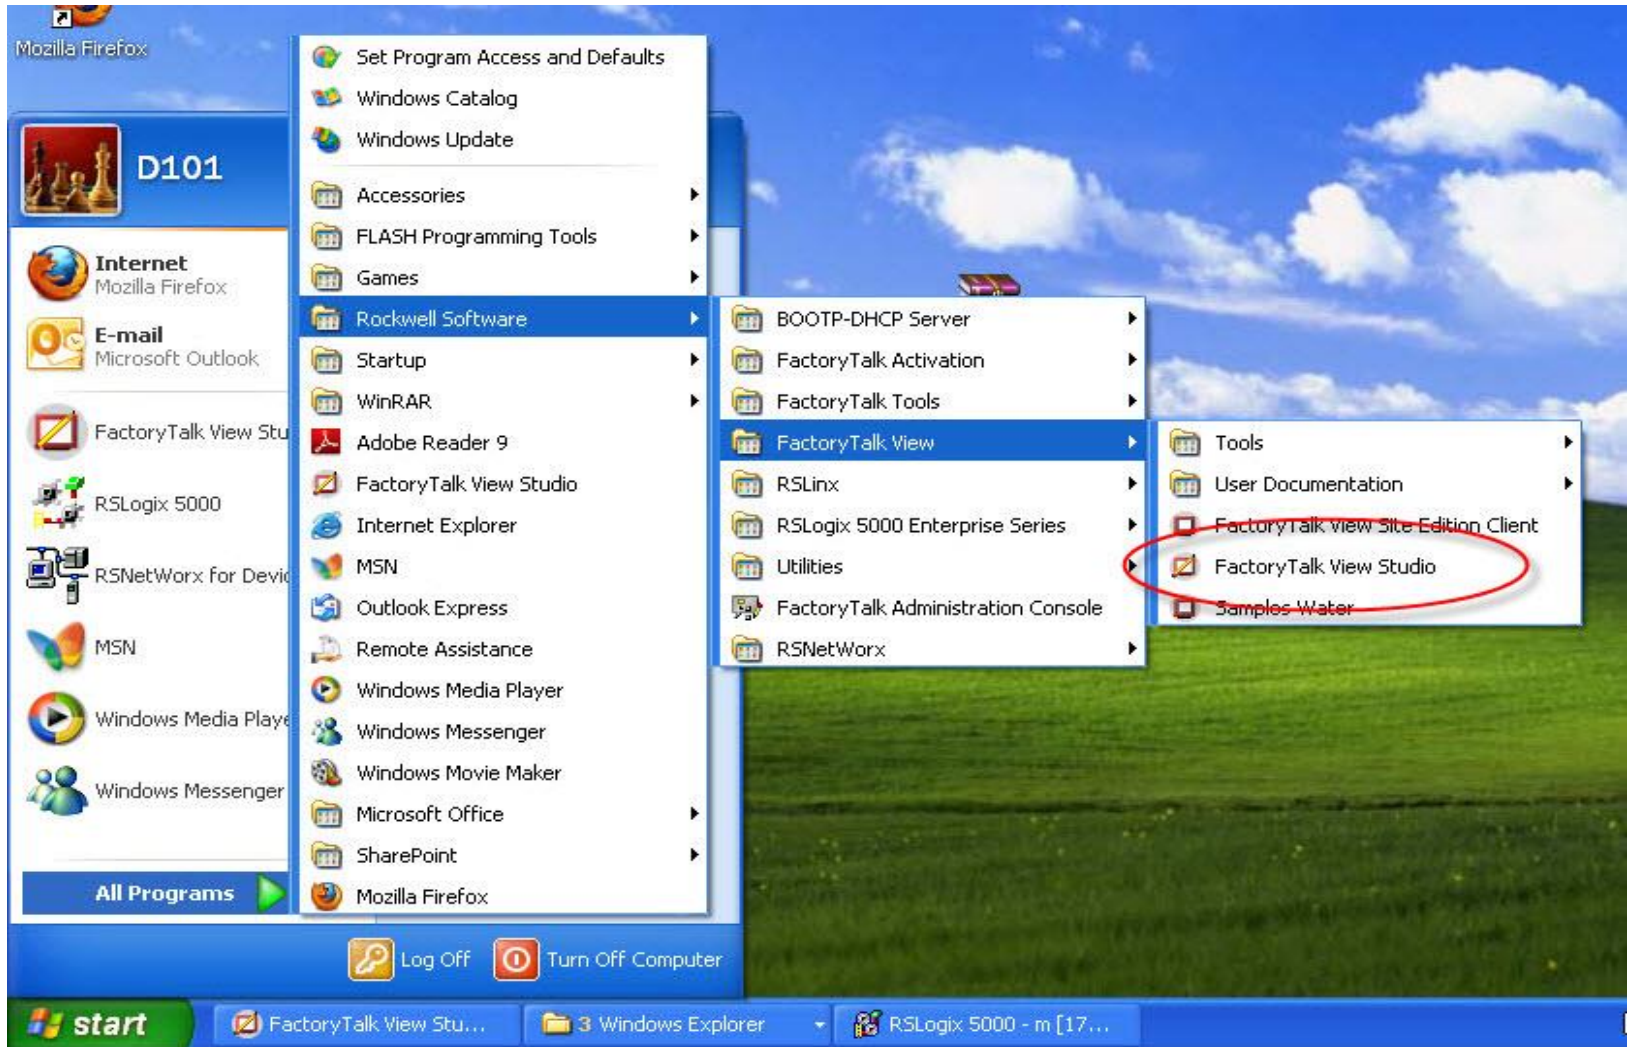 Mozilla Firefox
D101
Internet
Mozilla Firefox
E-mail
Microsoft Outlook
FactoryTalk View Stu
RSLogix 5000
RSNetWorx for Devic
MSN
Windows Media Playe
Windows Messenger
All Programs
Set Program Access and Defaults
Windows Catalog
Windows Update
Accessories
FLASH Programming Tools
Games
Rockwell Software
Startup
WinRAR
Adobe Reader 9
FactoryTalk View Studio
Internet Explorer
MSN
Outlook Express
Remote Assistance
Windows Media Player
Windows Messenger
Windows Movie Maker
Microsoft Office
SharePoint
Mozilla Firefox
BOOTP-DHCP Server
FactoryTalk Activation
FactoryTalk Tools
FactoryTalk View
RSLinx
RSLogix 5000 Enterprise Series
Utilities
FactoryTalk Administration Console
RSNetWorx
Tools
User Documentation
FactoryTalk View Site Edition Client
FactoryTalk View Studio
Samples Water
Log Off
Turn Off Computer
start
FactoryTalk View Stu...
3 Windows Explorer
RSLogix 5000 - m [17...